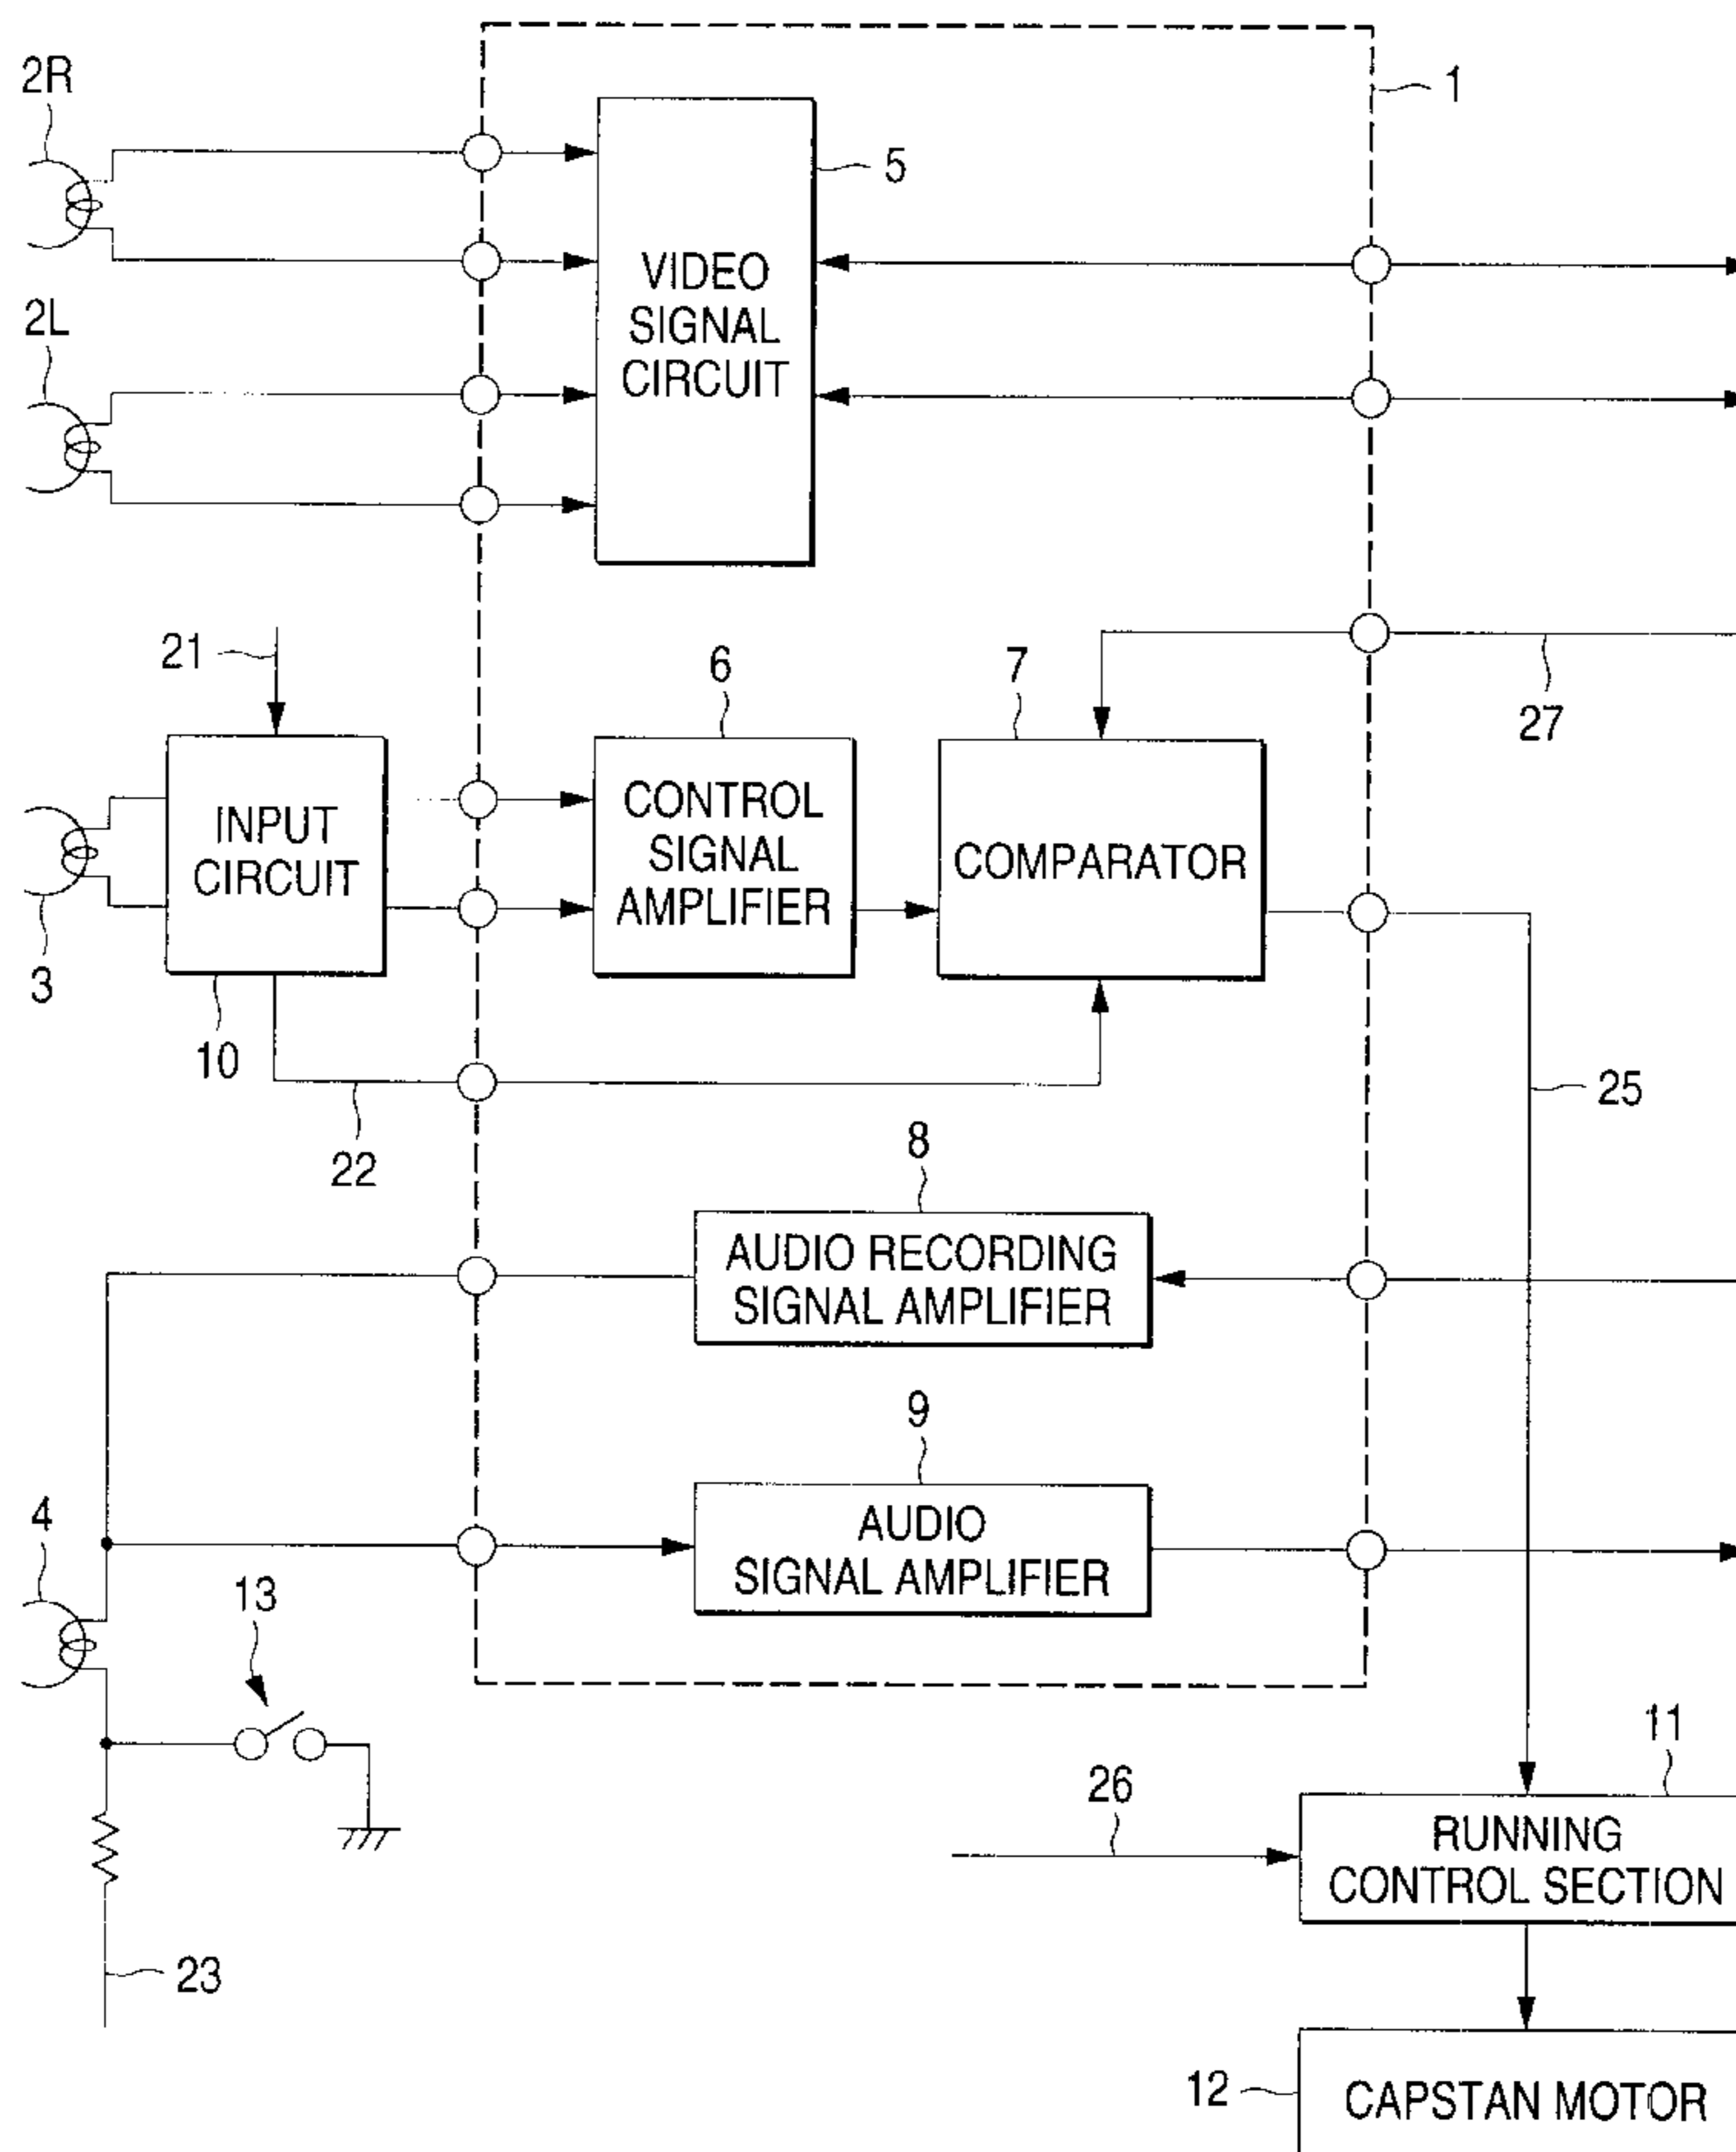 2R
1
5
VIDEO
SIGNAL
CIRCUIT
2L
21
6
7
27
INPUT
CIRCUIT
CONTROL
SIGNAL
AMPLIFIER
COMPARATOR
3
10
22
25
8
AUDIO RECORDING
SIGNAL AMPLIFIER
9
AUDIO
SIGNAL AMPLIFIER
4
13
11
26
RUNNING
CONTROL SECTION
23
12
CAPSTAN MOTOR